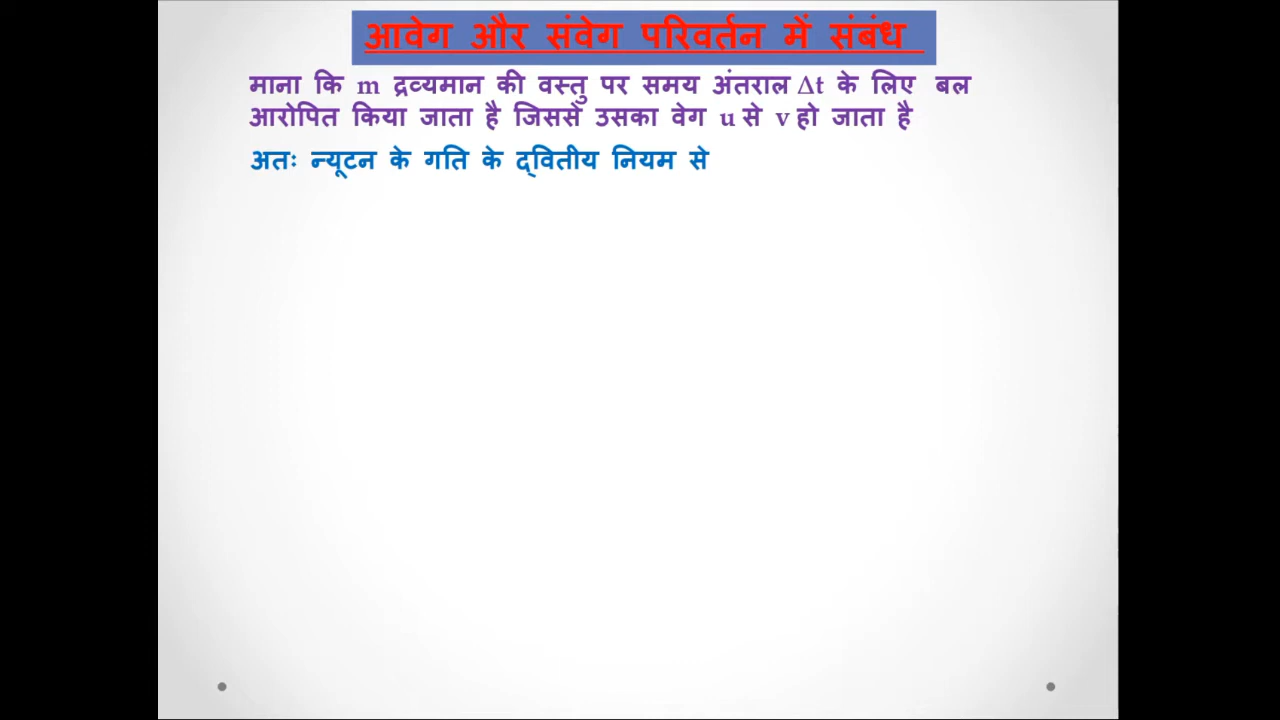 आवेग और संवेग परिवर्तन में संबंध
माना कि m द्रव्यमान की वस्तु पर समय अंतराल Δt के लिए बल
आरोपित किया जाता है जिससे उसका वेग u से v हो जाता है
अतः न्यूटन के गति के द्वितीय नियम से